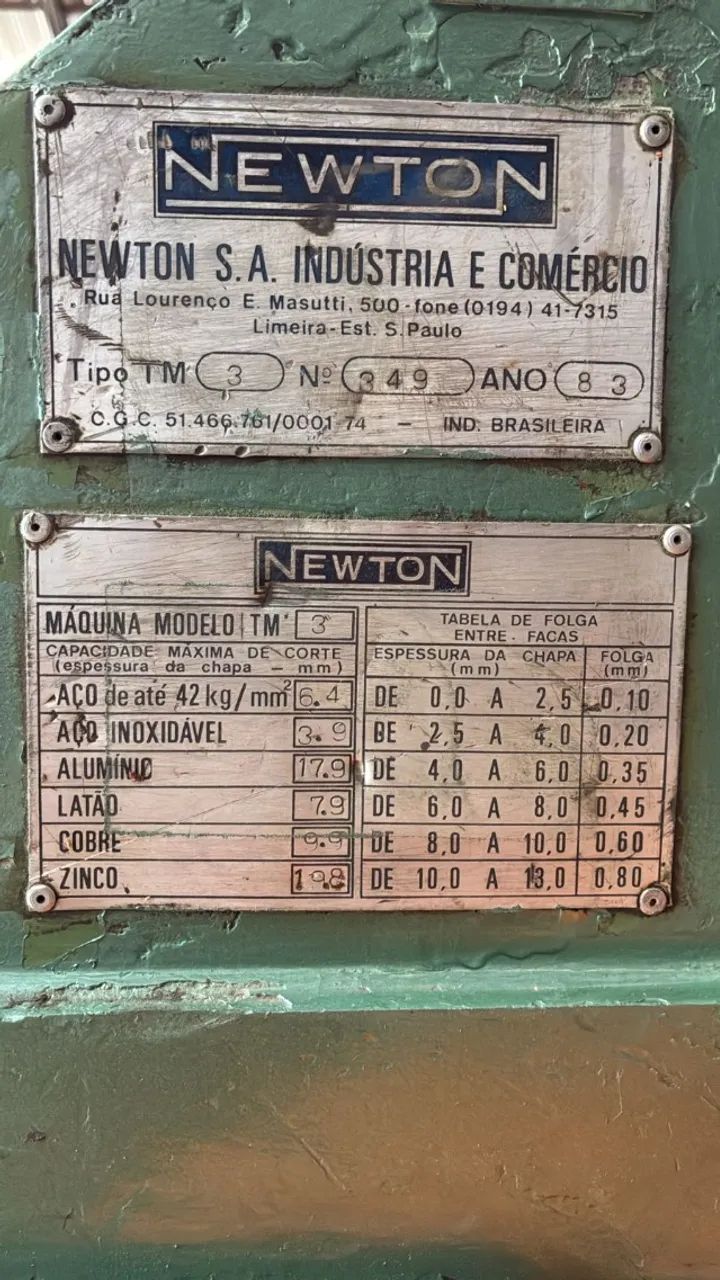 NEWTON
NEWTON S.A. INDÚSTRIA E COMÉRCIO
Rua Lourenço E. Masutti, 500 - fone (0194) 41-7315
Limeira - Est. S. Paulo
Tipo TM 3 Nº 349 ANO 83
C.G.C. 51.466.761/0001-74 - IND. BRASILEIRA
NEWTON
MÁQUINA MODELO TM 3
CAPACIDADE MÁXIMA DE CORTE
(espessura da chapa - mm)
AÇO de até 42 kg/mm² 6.4
AÇO INOXIDÁVEL 3.9
ALUMÍNIO 17.9
LATÃO 7.9
COBRE 9.9
ZINCO 19.8
TABELA DE FOLGA
ENTRE FACAS
ESPESSURA DA CHAPA FOLGA
(mm) (mm)
DE 0,0 A 2,5 0,10
DE 2,5 A 4,0 0,20
DE 4,0 A 6,0 0,35
DE 6,0 A 8,0 0,45
DE 8,0 A 10,0 0,60
DE 10,0 A 13,0 0,80